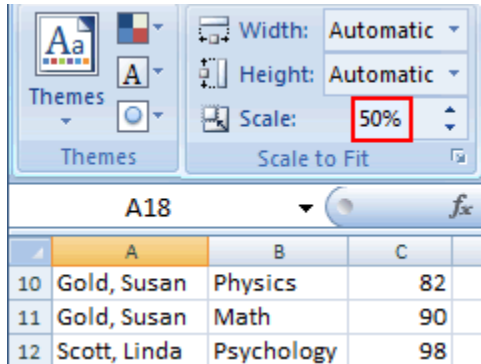 Aa
A
Themes
Themes
Width: Automatic
Height: Automatic
Scale: 50%
Scale to Fit
A18 fx
A B C
10 Gold, Susan Physics 82
11 Gold, Susan Math 90
12 Scott, Linda Psychology 98